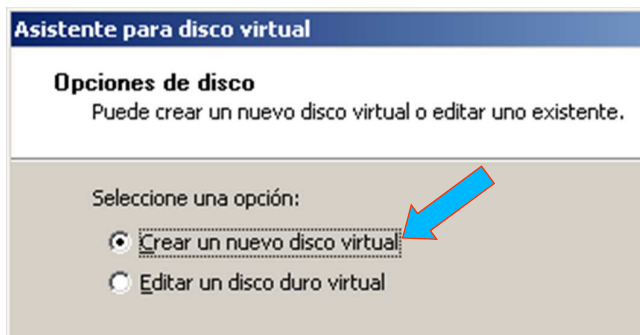 Asistente para disco virtual
Opciones de disco
Puede crear un nuevo disco virtual o editar uno existente.
Seleccione una opción:
Crear un nuevo disco virtual
Editar un disco duro virtual